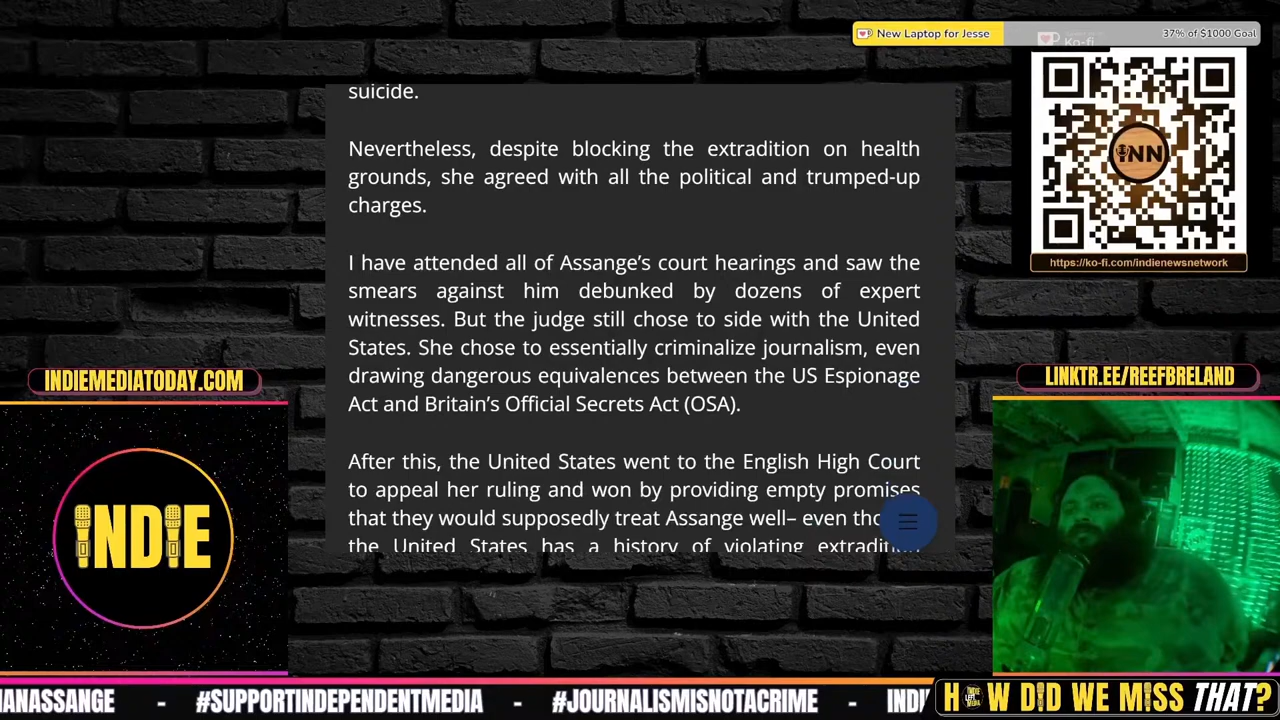 New Laptop for Jesse
37% of $1000 Goal
Ko-fi
iNN
https://ko-fi.com/indienewsnetwork
suicide.
Nevertheless, despite blocking the extradition on health
grounds, she agreed with all the political and trumped-up
charges.
I have attended all of Assange’s court hearings and saw the
smears against him debunked by dozens of expert
witnesses. But the judge still chose to side with the United
States. She chose to essentially criminalize journalism, even
drawing dangerous equivalences between the US Espionage
Act and Britain’s Official Secrets Act (OSA).
After this, the United States went to the English High Court
to appeal her ruling and won by providing empty promises
that they would supposedly treat Assange well– even
the United States has a history of violating
INDIEMEDIATODAY.COM
LINKTR.EE/REEFBRELAND
INDIE
#SUPPORTINDEPENDENTMEDIA - #JOURNALISMISNOTACRIME -
HOW DID WE MISS THAT?